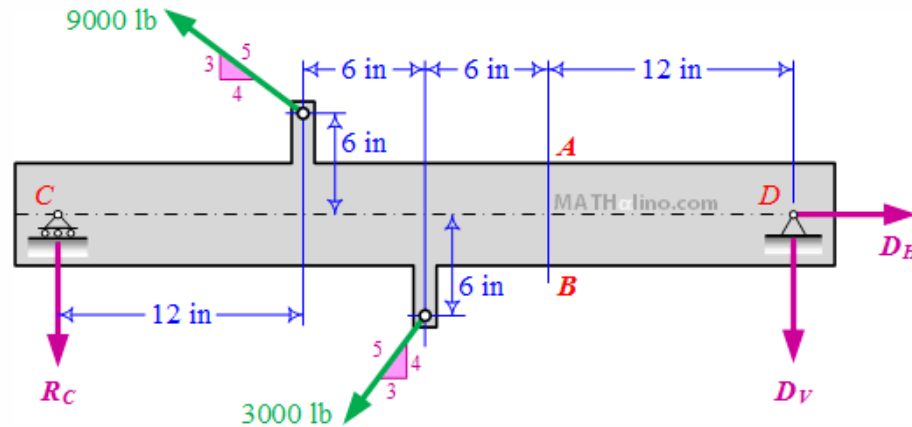 9000 lb
3 5
4
6 in 6 in 12 in
6 in
A
C MATHalino.com D
D
B
6 in
12 in
5 4
3
R_C D_V
3000 lb